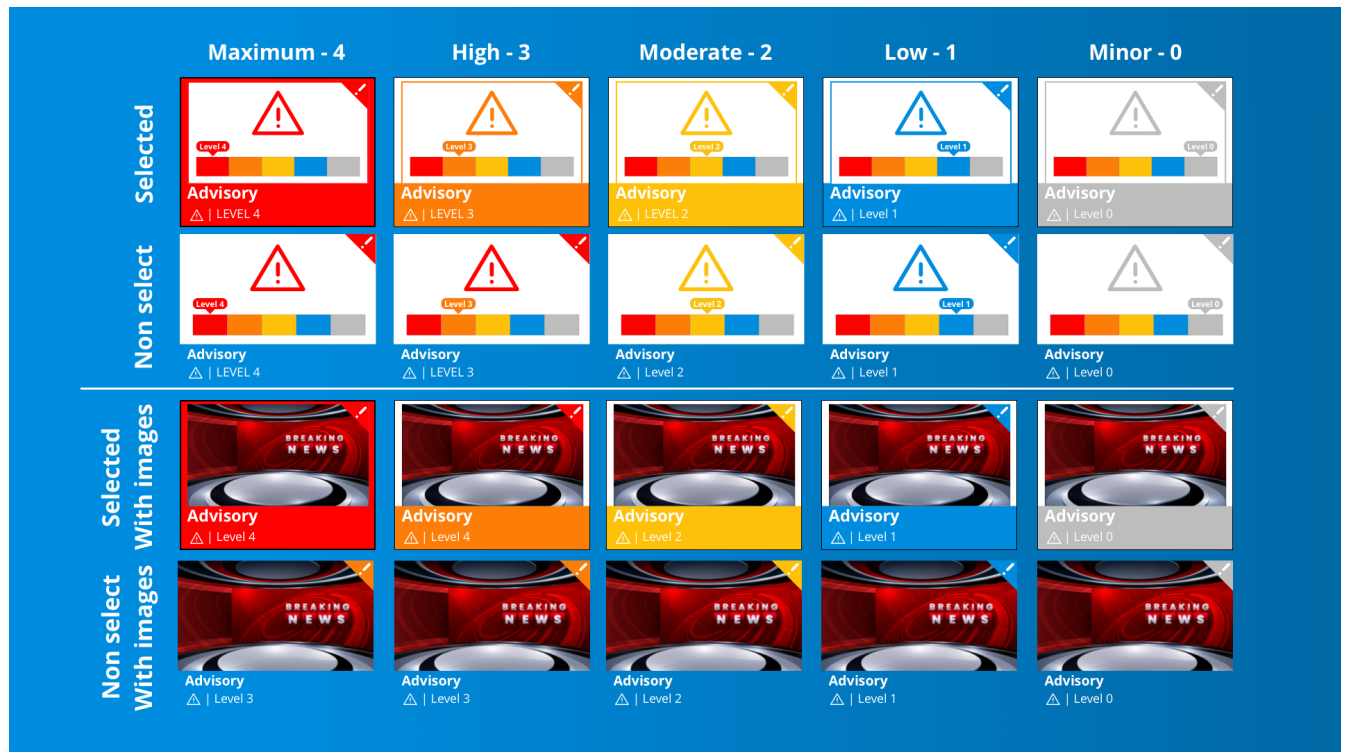 Maximum - 4
High - 3
Moderate - 2
Low - 1
Minor - 0
Selected
Level 4
Advisory
| LEVEL 4
Level 3
Advisory
| LEVEL 3
Level 2
Advisory
| LEVEL 2
Level 1
Advisory
| Level 1
Level 0
Advisory
| Level 0
Non select
Level 4
Advisory
| LEVEL 4
Level 3
Advisory
| LEVEL 3
Level 2
Advisory
| Level 2
Level 1
Advisory
| Level 1
Level 0
Advisory
| Level 0
Selected
With images
BREAKING
NEWS
Advisory
| Level 4
BREAKING
NEWS
Advisory
| Level 4
BREAKING
NEWS
Advisory
| Level 2
BREAKING
NEWS
Advisory
| Level 1
BREAKING
NEWS
Advisory
| Level 0
Non select
With images
BREAKING
NEWS
Advisory
| Level 3
BREAKING
NEWS
Advisory
| Level 3
BREAKING
NEWS
Advisory
| Level 2
BREAKING
NEWS
Advisory
| Level 1
BREAKING
NEWS
Advisory
| Level 0